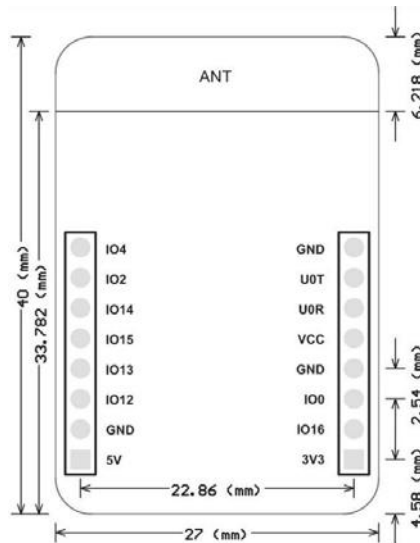 ANT
6.218 (mm)
40 (mm)
33.782 (mm)
IO4 GND
IO2 U0T
IO14 U0R
IO15 VCC
IO13 GND
IO12 IO0
GND IO16
5V 3V3
2.54 (mm)
4.58 (mm)
22.86 (mm)
27 (mm)